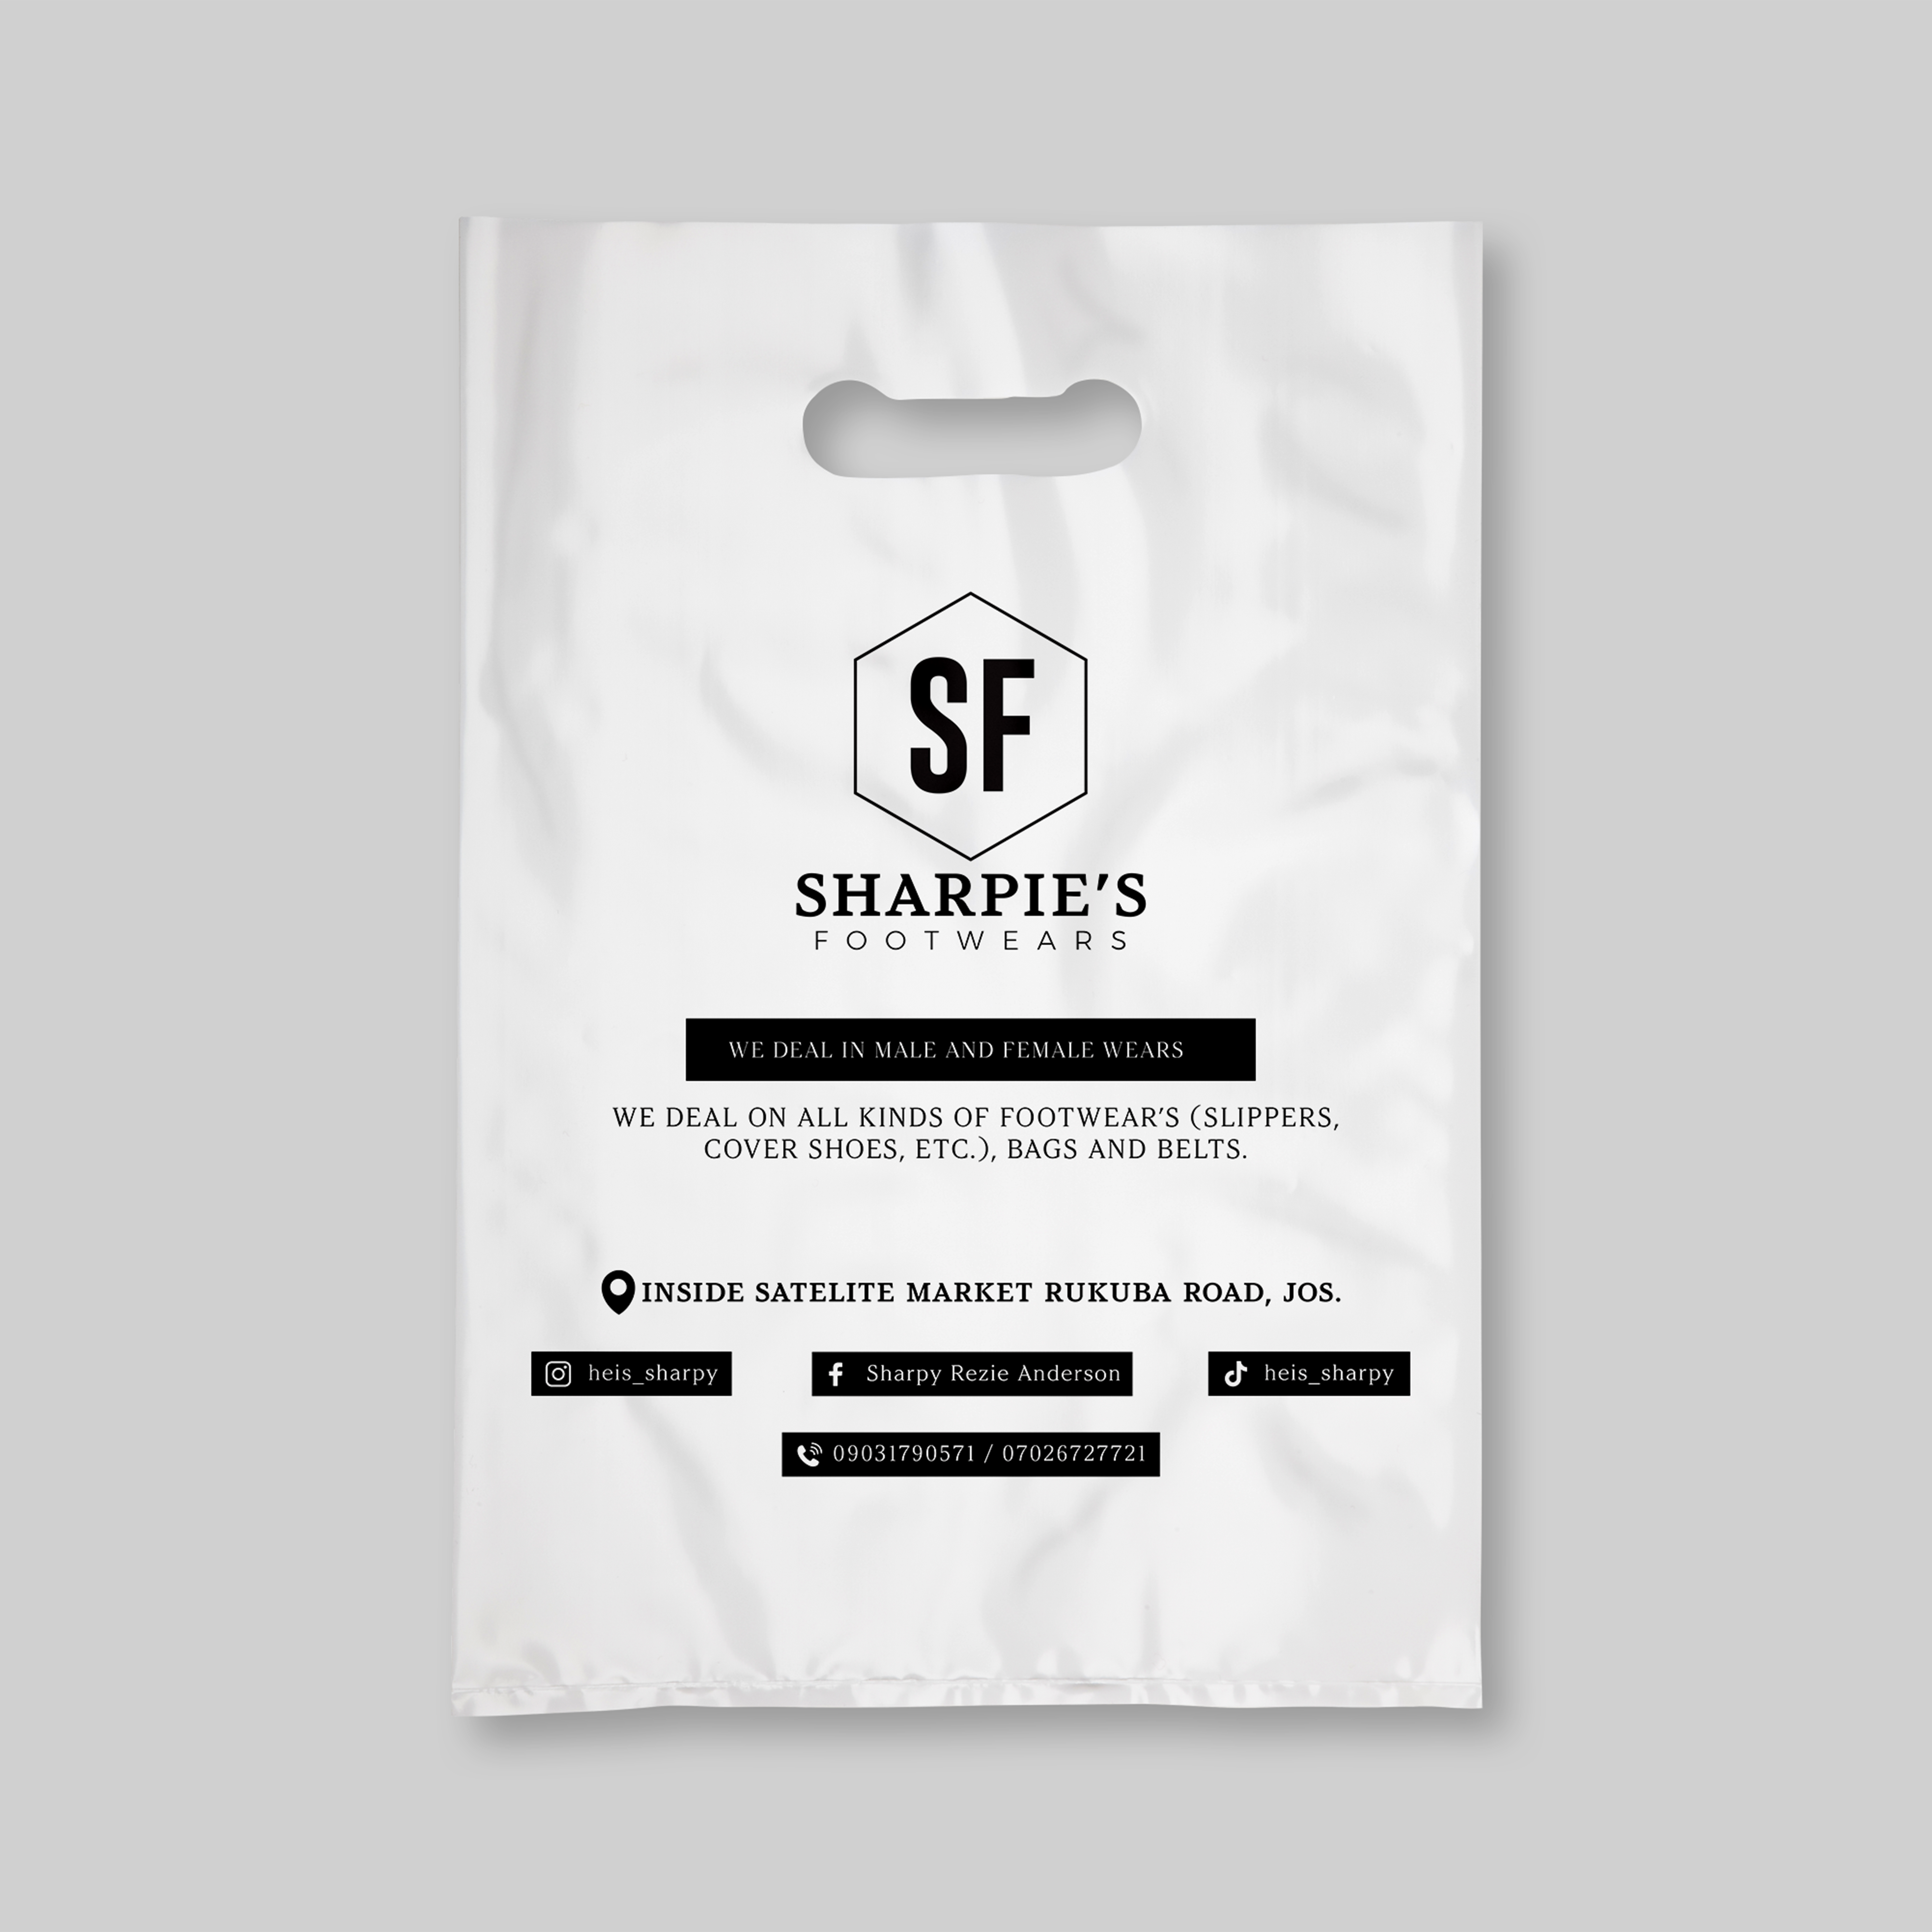 SF
SHARPIE'S
FOOTWEARS
WE DEAL IN MALE AND FEMALE WEARS
WE DEAL ON ALL KINDS OF FOOTWEAR'S (SLIPPERS,
COVER SHOES, ETC.), BAGS AND BELTS.
INSIDE SATELITE MARKET RUKUBA ROAD, JOS.
heis_sharpy
Sharpy Rezie Anderson
heis_sharpy
09031790571 / 07026727721